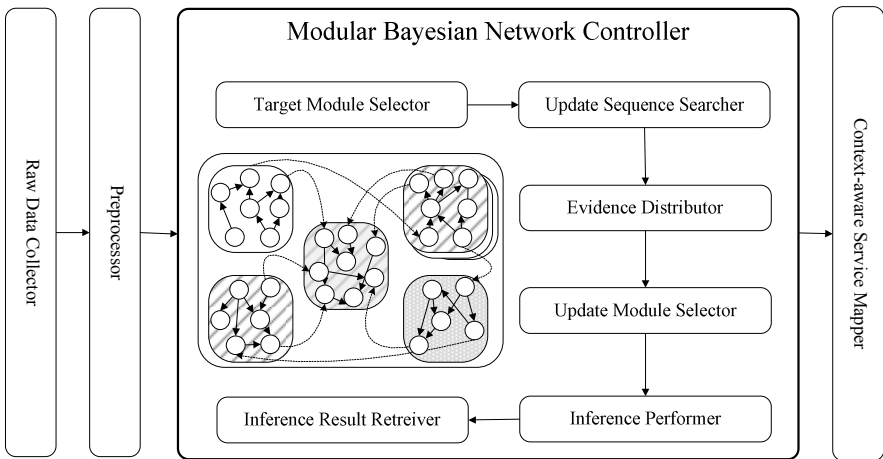 Raw Data Collector
Preprocessor
Modular Bayesian Network Controller
Target Module Selector
Update Sequence Searcher
Evidence Distributor
Update Module Selector
Inference Performer
Inference Result Retreiver
Context-aware Service Mapper